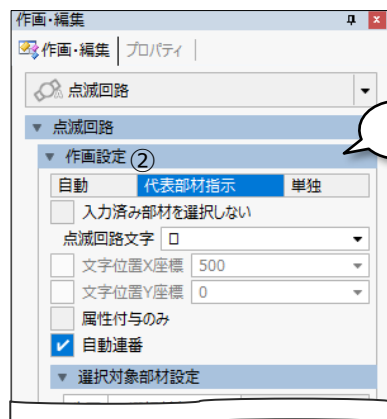 作画・編集
作画・編集 プロパティ
点滅回路
点滅回路
作画設定 ②
自動 代表部材指示 単独
入力済み部材を選択しない
点滅回路文字 ロ
文字位置X座標 500
文字位置Y座標 0
属性付与のみ
自動連番
選択対象部材設定